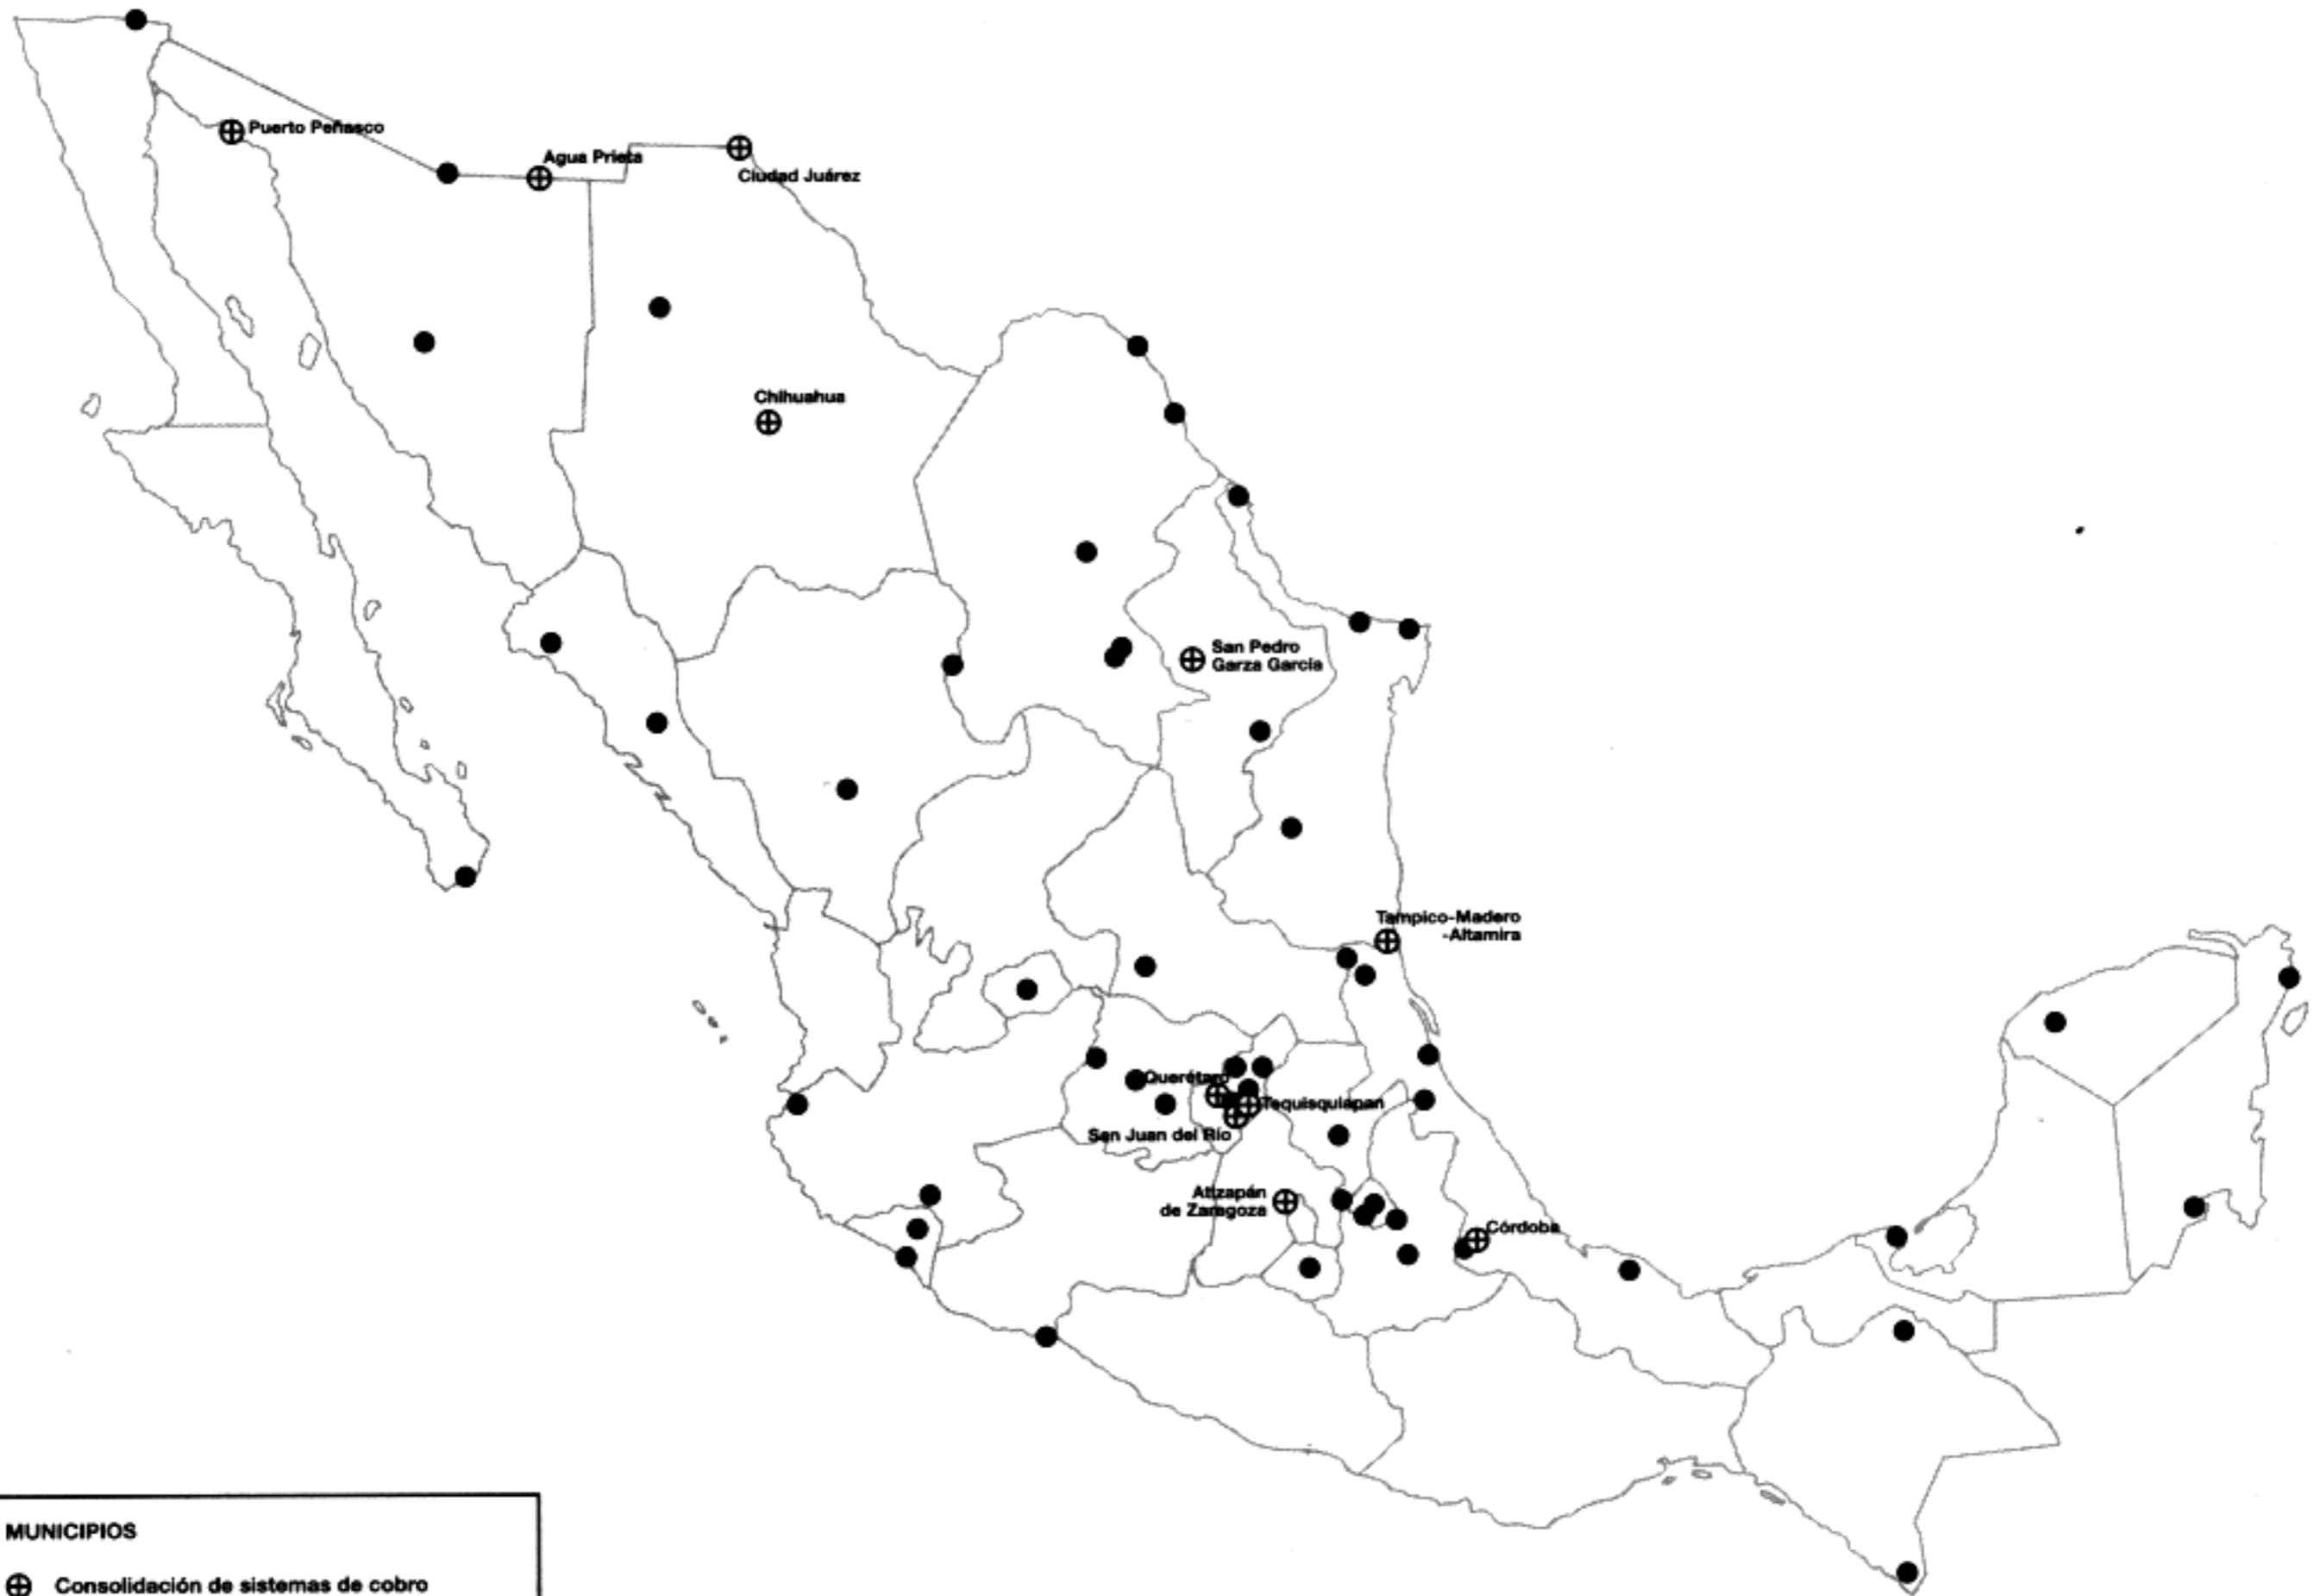 Puerto Peñasco
Agua Prieta
Ciudad Juárez
Chihuahua
San Pedro
Garza García
Tampico-Madero
-Altamira
Querétaro
Tequisquiapan
San Juan del Río
Atizapán
de Zaragoza
Córdoba
MUNICIPIOS
Consolidación de sistemas de cobro